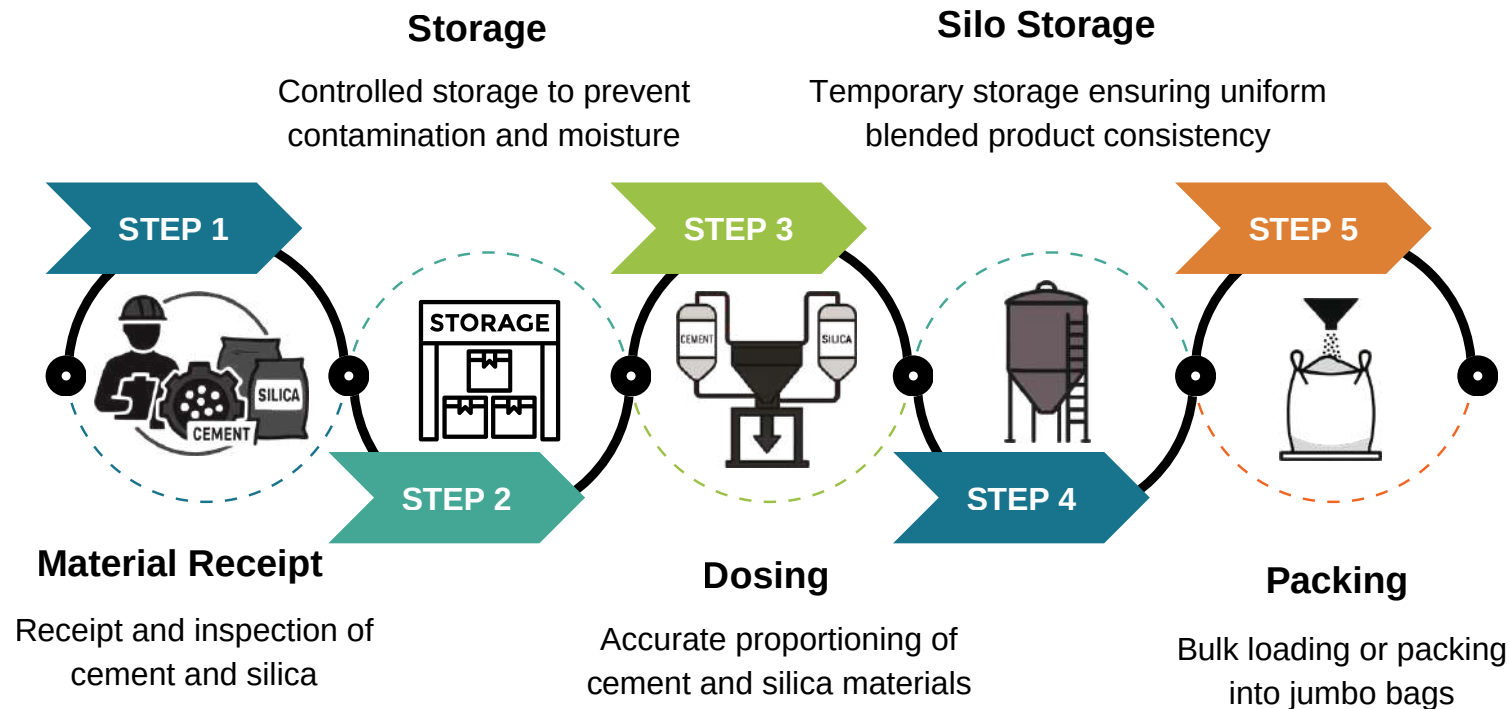 Storage
Controlled storage to prevent
contamination and moisture
Silo Storage
Temporary storage ensuring uniform
blended product consistency
STEP 1
STEP 3
STEP 5
SILICA
CEMENT
STORAGE
CEMENT
SILICA
STEP 2
STEP 4
Material Receipt
Receipt and inspection of
cement and silica
Dosing
Accurate proportioning of
cement and silica materials
Packing
Bulk loading or packing
into jumbo bags